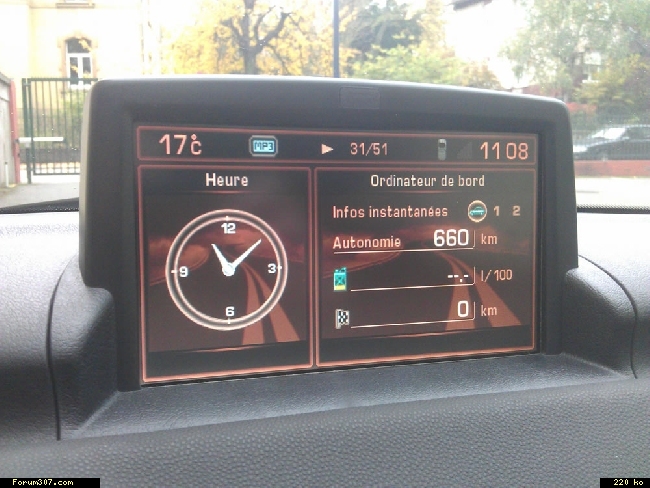 17°c MP3 ► 31/51 11 08
Heure
12
3
6
9
Ordinateur de bord
Infos instantanées 1 2
Autonomie 660 km
--.- l/100
0 km
Forum307.com
220 ko